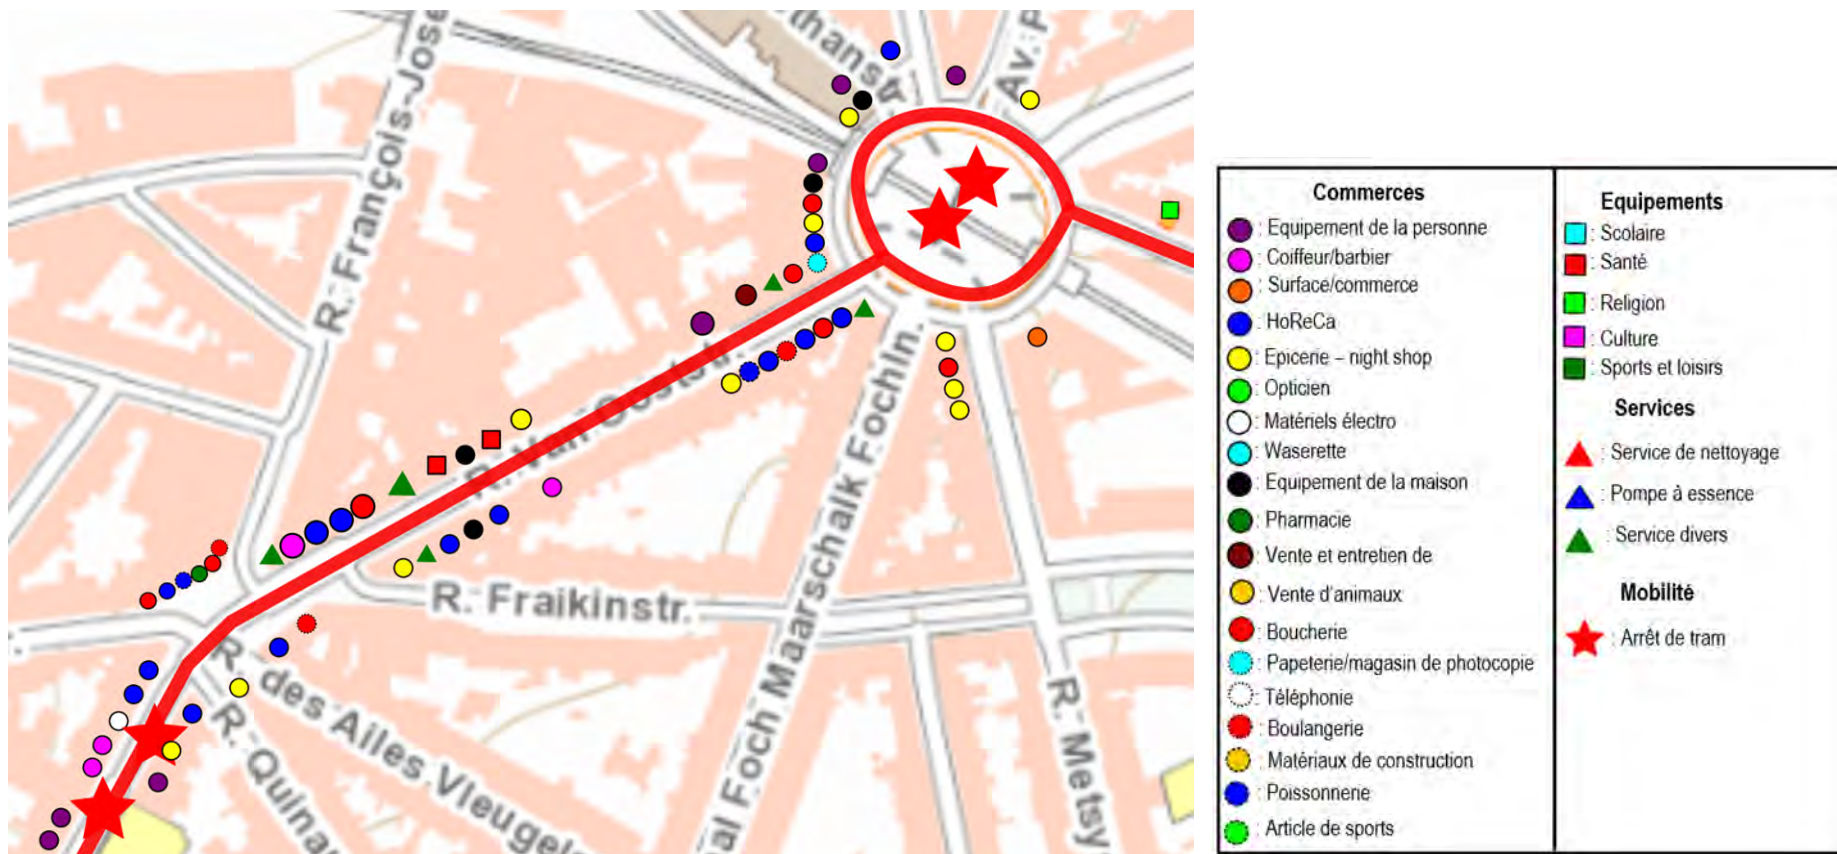 thanstr.
Av. P
R. François-Jose
R. Van Oostst
R. Fraikinstr.
al Foch Maarschalk Fochln.
R. Metsy
R. des Ailes Vleugel
R. Quina
Commerces
: Equipement de la personne
: Coiffeur/barbier
: Surface/commerce
: HoReCa
: Epicerie – night shop
: Opticien
: Matériels électro
: Waserette
: Equipement de la maison
: Pharmacie
: Vente et entretien de
: Vente d'animaux
: Boucherie
: Papeterie/magasin de photocopie
: Téléphonie
: Boulangerie
: Matériaux de construction
: Poissonnerie
: Article de sports
Equipements
: Scolaire
: Santé
: Religion
: Culture
: Sports et loisirs
Services
: Service de nettoyage
: Pompe à essence
: Service divers
Mobilité
: Arrêt de tram